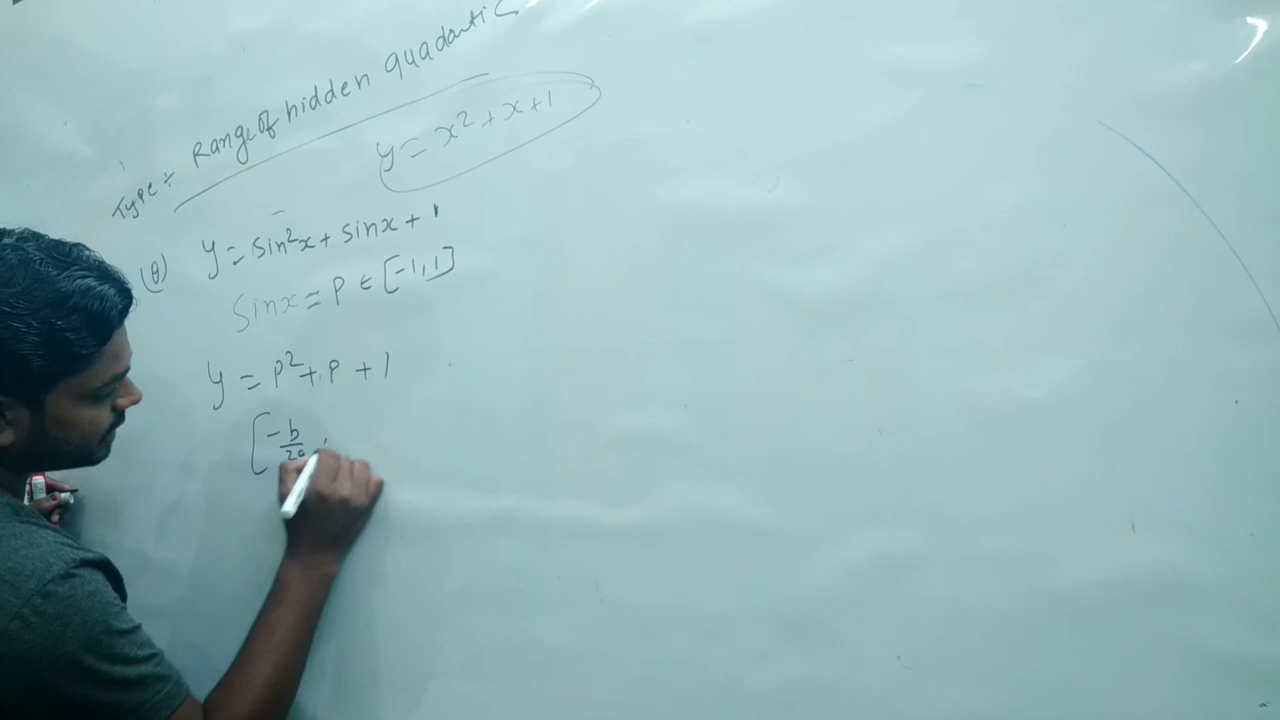 Type÷ Range of hidden quadratic
y = x² + x + 1
(θ) y = sin²x + sinx + 1
sinx = P ∈ [-1,1]
y = P² + P + 1
[-b/2a